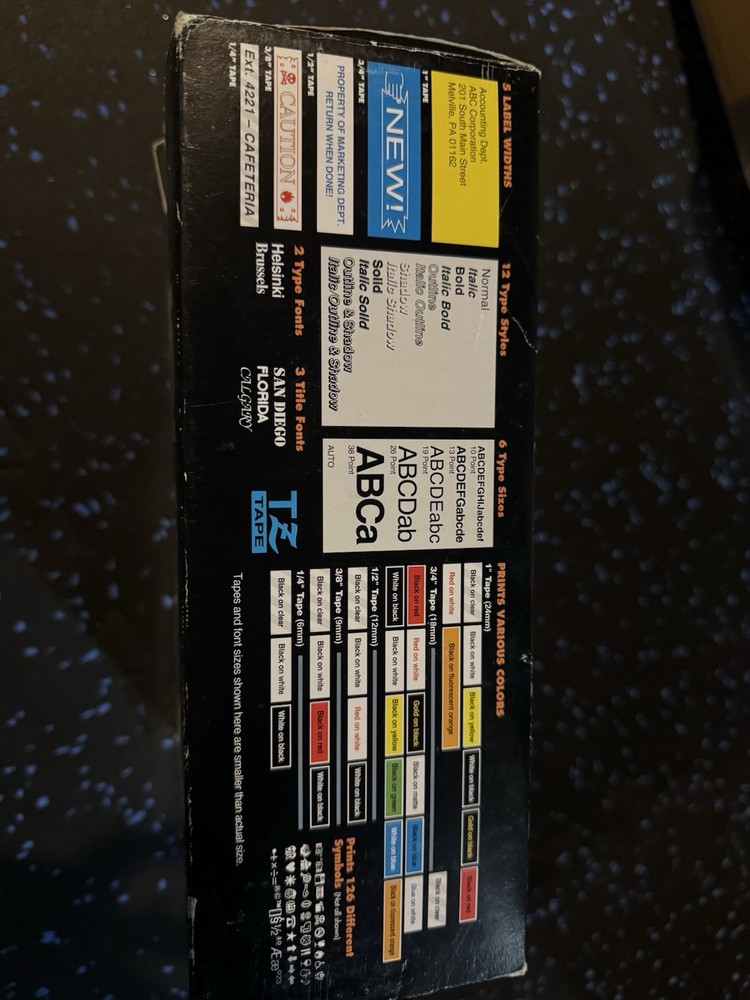 5 LABEL WIDTHS
Accounting Dept.
ABC Corporation
201 South Main Street
Melville, PA 01162
1" TAPE
NEW!
3/4" TAPE
PROPERTY OF MARKETING DEPT.
RETURN WHEN DONE!
1/2" TAPE
CAUTION
3/8" TAPE
Ext. 4221 – CAFETERIA
1/4" TAPE
12 Type Styles
Normal
Italic
Bold
Italic Bold
Outline
Italic Outline
Shadow
Italic Shadow
Solid
Italic Solid
Outline & Shadow
Italic Outline & Shadow
2 Type Fonts
Helsinki
Brussels
3 Title Fonts
SAN DIEGO
FLORIDA
CALGARY
6 Type Sizes
ABCDEFGHIJabcdef
10 Point
ABCDEFGabcde
13 Point
ABCDEabc
19 Point
ABCDab
26 Point
ABCa
38 Point
AUTO
TZ
TAPE
PRINTS VARIOUS COLORS
1" Tape (24mm)
Black on clear Black on white Black on yellow White on black Gold on black Black on red
Red on white Black on fluorescent orange
3/4" Tape (18mm) Black on clear
Black on red Red on white Gold on black Black on matte Black on blue Blue on white
White on black Black on white Black on yellow Black on green White on blue Black on fluorescent orange
1/2" Tape (12mm)
Black on clear Black on white Red on white White on black
3/8" Tape (9mm)
Black on clear Black on white Black on red White on black
1/4" Tape (6mm)
Black on clear Black on white White on black
Prints 126 Different
Symbols (Not all shown)
Tapes and font sizes shown here are smaller than actual size.